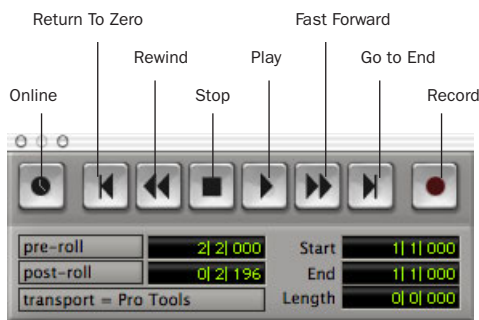 Return To Zero
Fast Forward
Rewind
Play
Go to End
Online
Stop
Record
pre-roll 2| 2| 000 Start 1| 1| 000
post-roll 0| 2| 196 End 1| 1| 000
transport = Pro Tools Length 0| 0| 000